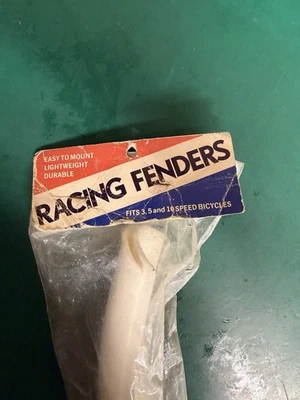 EASY TO MOUNT
LIGHTWEIGHT
DURABLE
RACING FENDERS
FITS 3, 5 and 10 SPEED BICYCLES